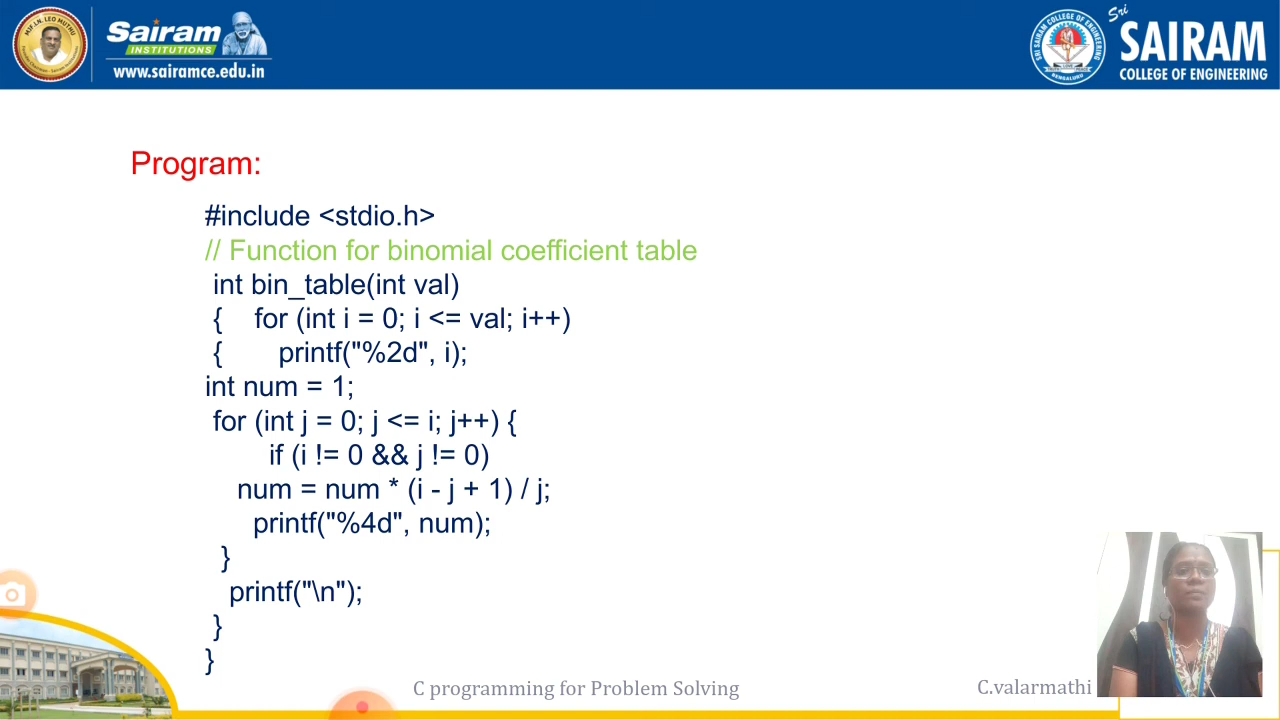 Sairam
INSTITUTIONS
www.sairamce.edu.in
Sri
SAIRAM
COLLEGE OF ENGINEERING
Program:
#include <stdio.h>
// Function for binomial coefficient table
int bin_table(int val)
{ for (int i = 0; i <= val; i++)
{ printf("%2d", i);
int num = 1;
for (int j = 0; j <= i; j++) {
if (i != 0 && j != 0)
num = num * (i - j + 1) / j;
printf("%4d", num);
}
printf("\n");
}
}
C programming for Problem Solving
C.valarmathi